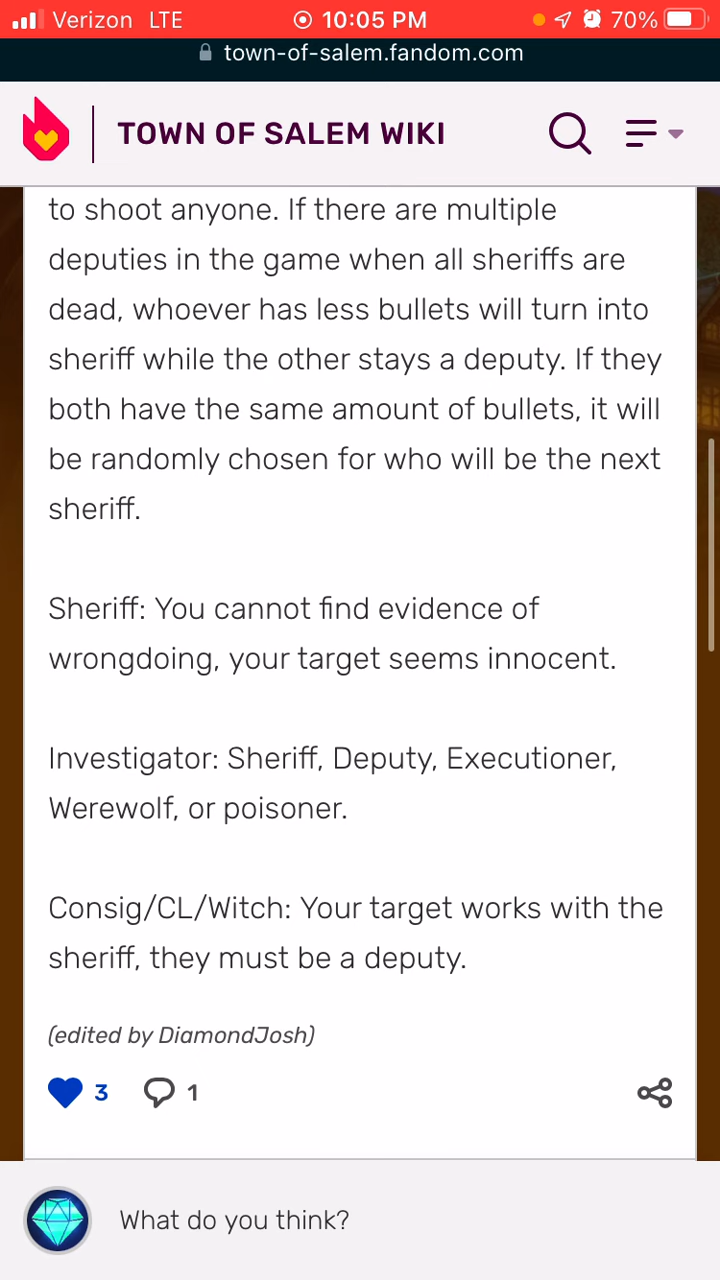 Verizon LTE 10:05 PM 70%
town-of-salem.fandom.com
TOWN OF SALEM WIKI
to shoot anyone. If there are multiple
deputies in the game when all sheriffs are
dead, whoever has less bullets will turn into
sheriff while the other stays a deputy. If they
both have the same amount of bullets, it will
be randomly chosen for who will be the next
sheriff.
Sheriff: You cannot find evidence of
wrongdoing, your target seems innocent.
Investigator: Sheriff, Deputy, Executioner,
Werewolf, or poisoner.
Consig/CL/Witch: Your target works with the
sheriff, they must be a deputy.
(edited by DiamondJosh)
3 1
What do you think?